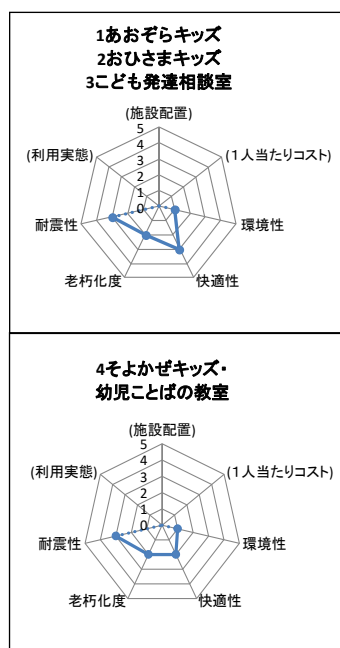 1あおぞらキッズ
2おひさまキッズ
3こども発達相談室
(施設配置)
5
4
3
2
1
0
(利用実態)
(1人当たりコスト)
耐震性
環境性
老朽化度
快適性
4そよかぜキッズ・
幼児ことばの教室
(施設配置)
5
4
3
2
1
0
(利用実態)
(1人当たりコスト)
耐震性
環境性
老朽化度
快適性